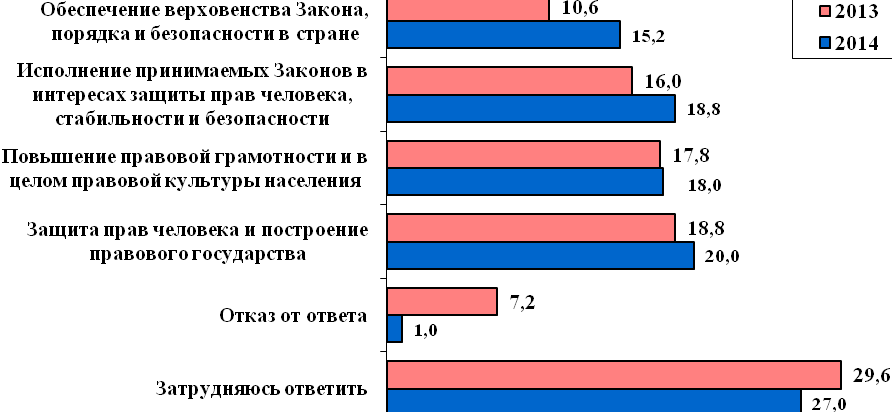 Обеспечение верховенства Закона,
порядка и безопасности в стране
10,6
15,2
2013
2014
Исполнение принимаемых Законов в
интересах защиты прав человека,
стабильности и безопасности
16,0
18,8
Повышение правовой грамотности и в
целом правовой культуры населения
17,8
18,0
Защита прав человека и построение
правового государства
18,8
20,0
Отказ от ответа
7,2
1,0
Затрудняюсь ответить
29,6
27,0